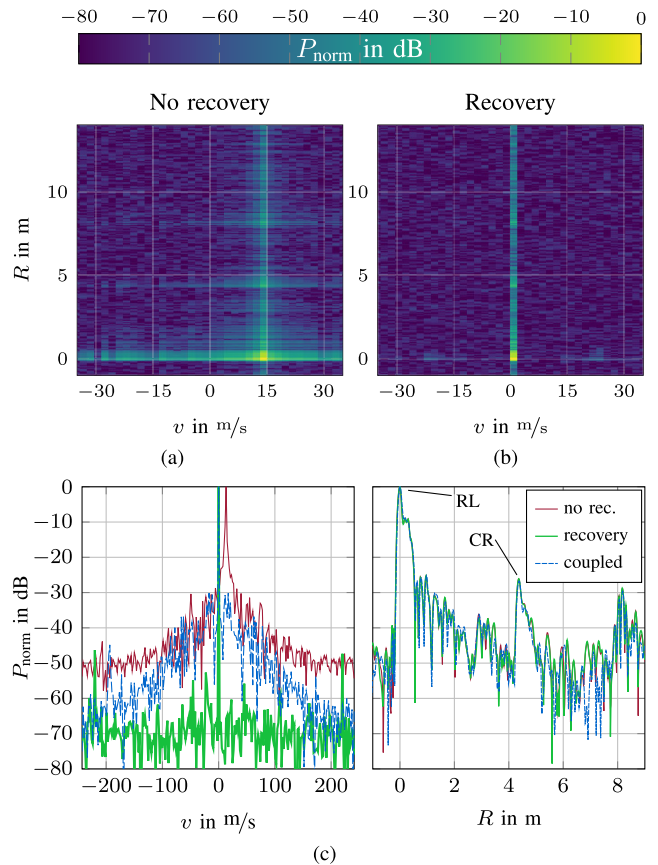 −80 −70 −60 −50 −40 −30 −20 −10 0
P_norm in dB
No recovery Recovery
10
5
0
R in m
−30 −15 0 15 30
v in m/s
(a)
10
5
0
−30 −15 0 15 30
v in m/s
(b)
0
−10
−20
−30
−40
−50
−60
−70
−80
P_norm in dB
−200 −100 0 100 200
v in m/s
RL
CR
no rec.
recovery
coupled
0 2 4 6 8
R in m
(c)